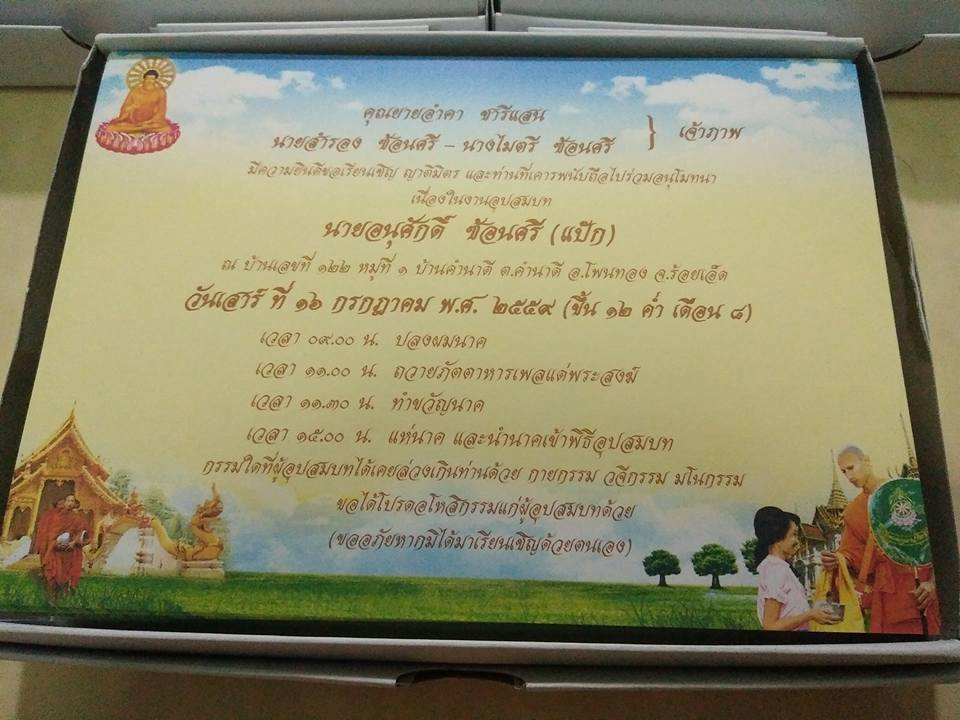 คุณยายอำคา ชารีแสน
นายสำรอง ซ้อนศรี – นางไมตรี ซ้อนศรี } เจ้าภาพ
มีความยินดีขอเรียนเชิญ ญาติมิตร และท่านที่เคารพนับถือไปร่วมอนุโมทนา
เนื่องในงานอุปสมบท
นายอนุศักดิ์ ซ้อนศรี (แป๊ก)
ณ บ้านเลขที่ ๑๒๒ หมู่ที่ ๑ บ้านคำนาดี ต.คำนาดี อ.โพนทอง จ.ร้อยเอ็ด
วันเสาร์ ที่ ๑๖ กรกฎาคม พ.ศ. ๒๕๕๙ (ขึ้น ๑๒ ค่ำ เดือน ๘)
เวลา ๐๙.๐๐ น. ปลงผมนาค
เวลา ๑๑.๐๐ น. ถวายภัตตาหารเพลแด่พระสงฆ์
เวลา ๑๑.๓๐ น. ทำขวัญนาค
เวลา ๑๕.๐๐ น. แห่นาค และนำนาคเข้าพิธีอุปสมบท
กรรมใดที่ผู้อุปสมบทได้เคยล่วงเกินท่านด้วย กายกรรม วจีกรรม มโนกรรม
ขอได้โปรดอโหสิกรรมแก่ผู้อุปสมบทด้วย
(ขออภัยหากมิได้มาเรียนเชิญด้วยตนเอง)